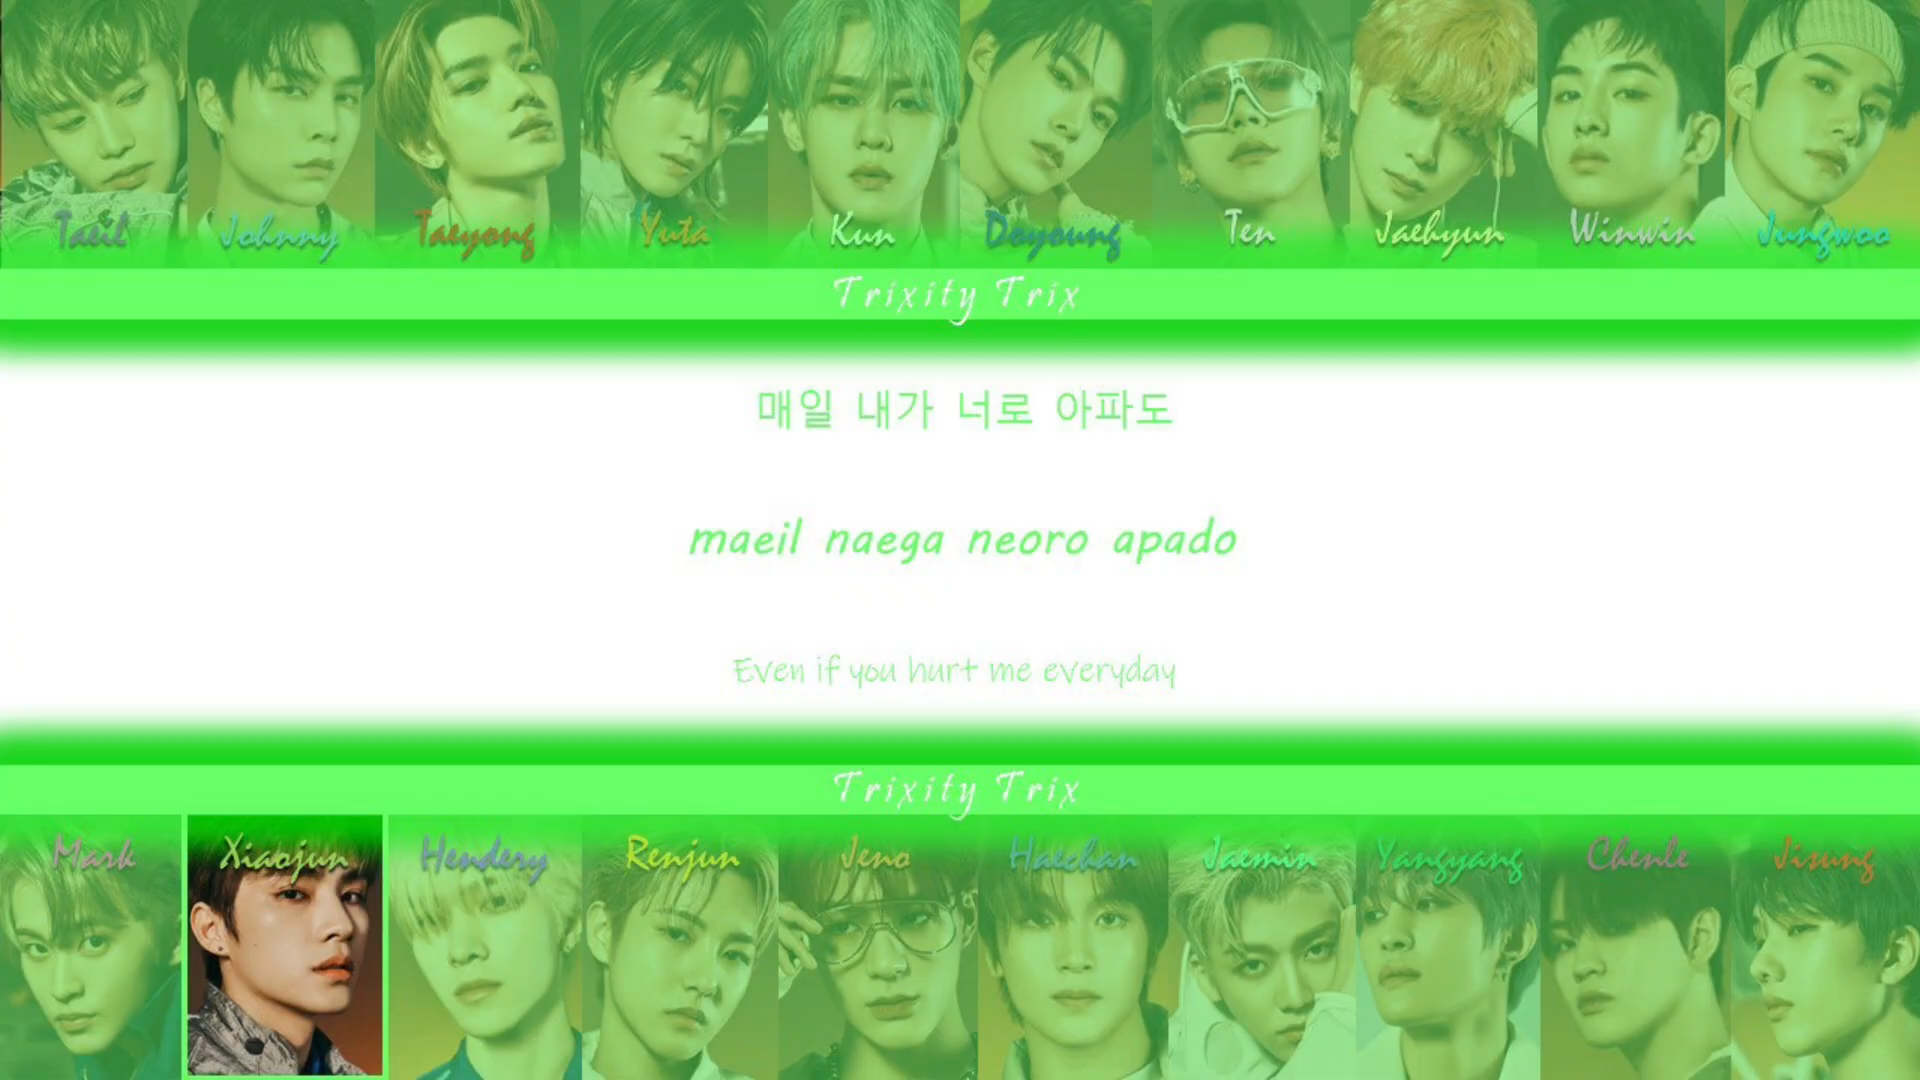 Taeil Johnny Taeyong Yuta Kun Doyoung Ten Jaehyun Winwin Jungwoo
Trixity Trix
매일 내가 너로 아파도
maeil naega neoro apado
Even if you hurt me everyday
Trixity Trix
Mark Xiaojun Hendery Renjun Jeno Haechan Jaemin Yangyang Chenle Jisung